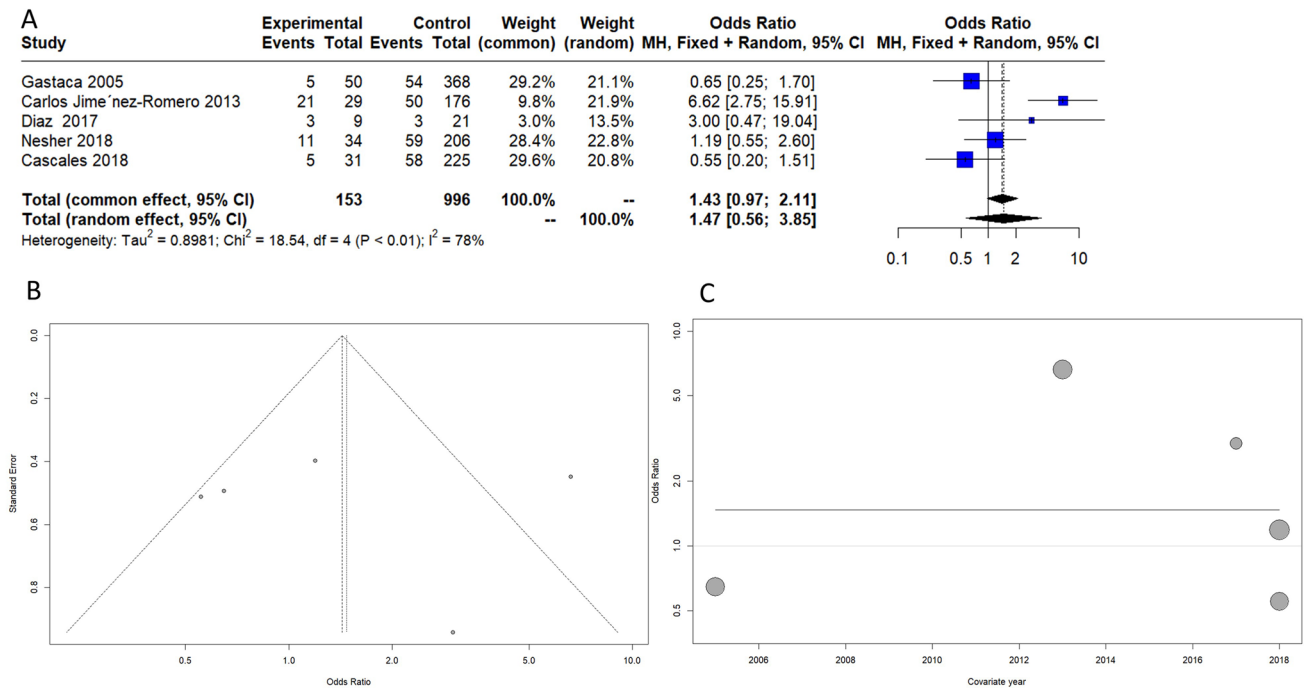 A
Experimental Control Weight Weight Odds Ratio Odds Ratio
Study Events Total Events Total (common) (random) MH, Fixed + Random, 95% CI MH, Fixed + Random, 95% CI
Gastaca 2005 5 50 54 368 29.2% 21.1% 0.65 [0.25; 1.70]
Carlos Jime´nez-Romero 2013 21 29 50 176 9.8% 21.9% 6.62 [2.75; 15.91]
Diaz 2017 3 9 3 21 3.0% 13.5% 3.00 [0.47; 19.04]
Nesher 2018 11 34 59 206 28.4% 22.8% 1.19 [0.55; 2.60]
Cascales 2018 5 31 58 225 29.6% 20.8% 0.55 [0.20; 1.51]
Total (common effect, 95% CI) 153 996 100.0% -- 1.43 [0.97; 2.11]
Total (random effect, 95% CI) -- 100.0% 1.47 [0.56; 3.85]
Heterogeneity: Tau² = 0.8981; Chi² = 18.54, df = 4 (P < 0.01); I² = 78%
0.1 0.5 1 2 10
B
0.0
0.2
0.4
0.6
0.8
Standard Error
0.5 1.0 2.0 5.0 10.0
Odds Ratio
C
10.0
5.0
2.0
1.0
0.5
Odds Ratio
2006 2008 2010 2012 2014 2016 2018
Covariate year